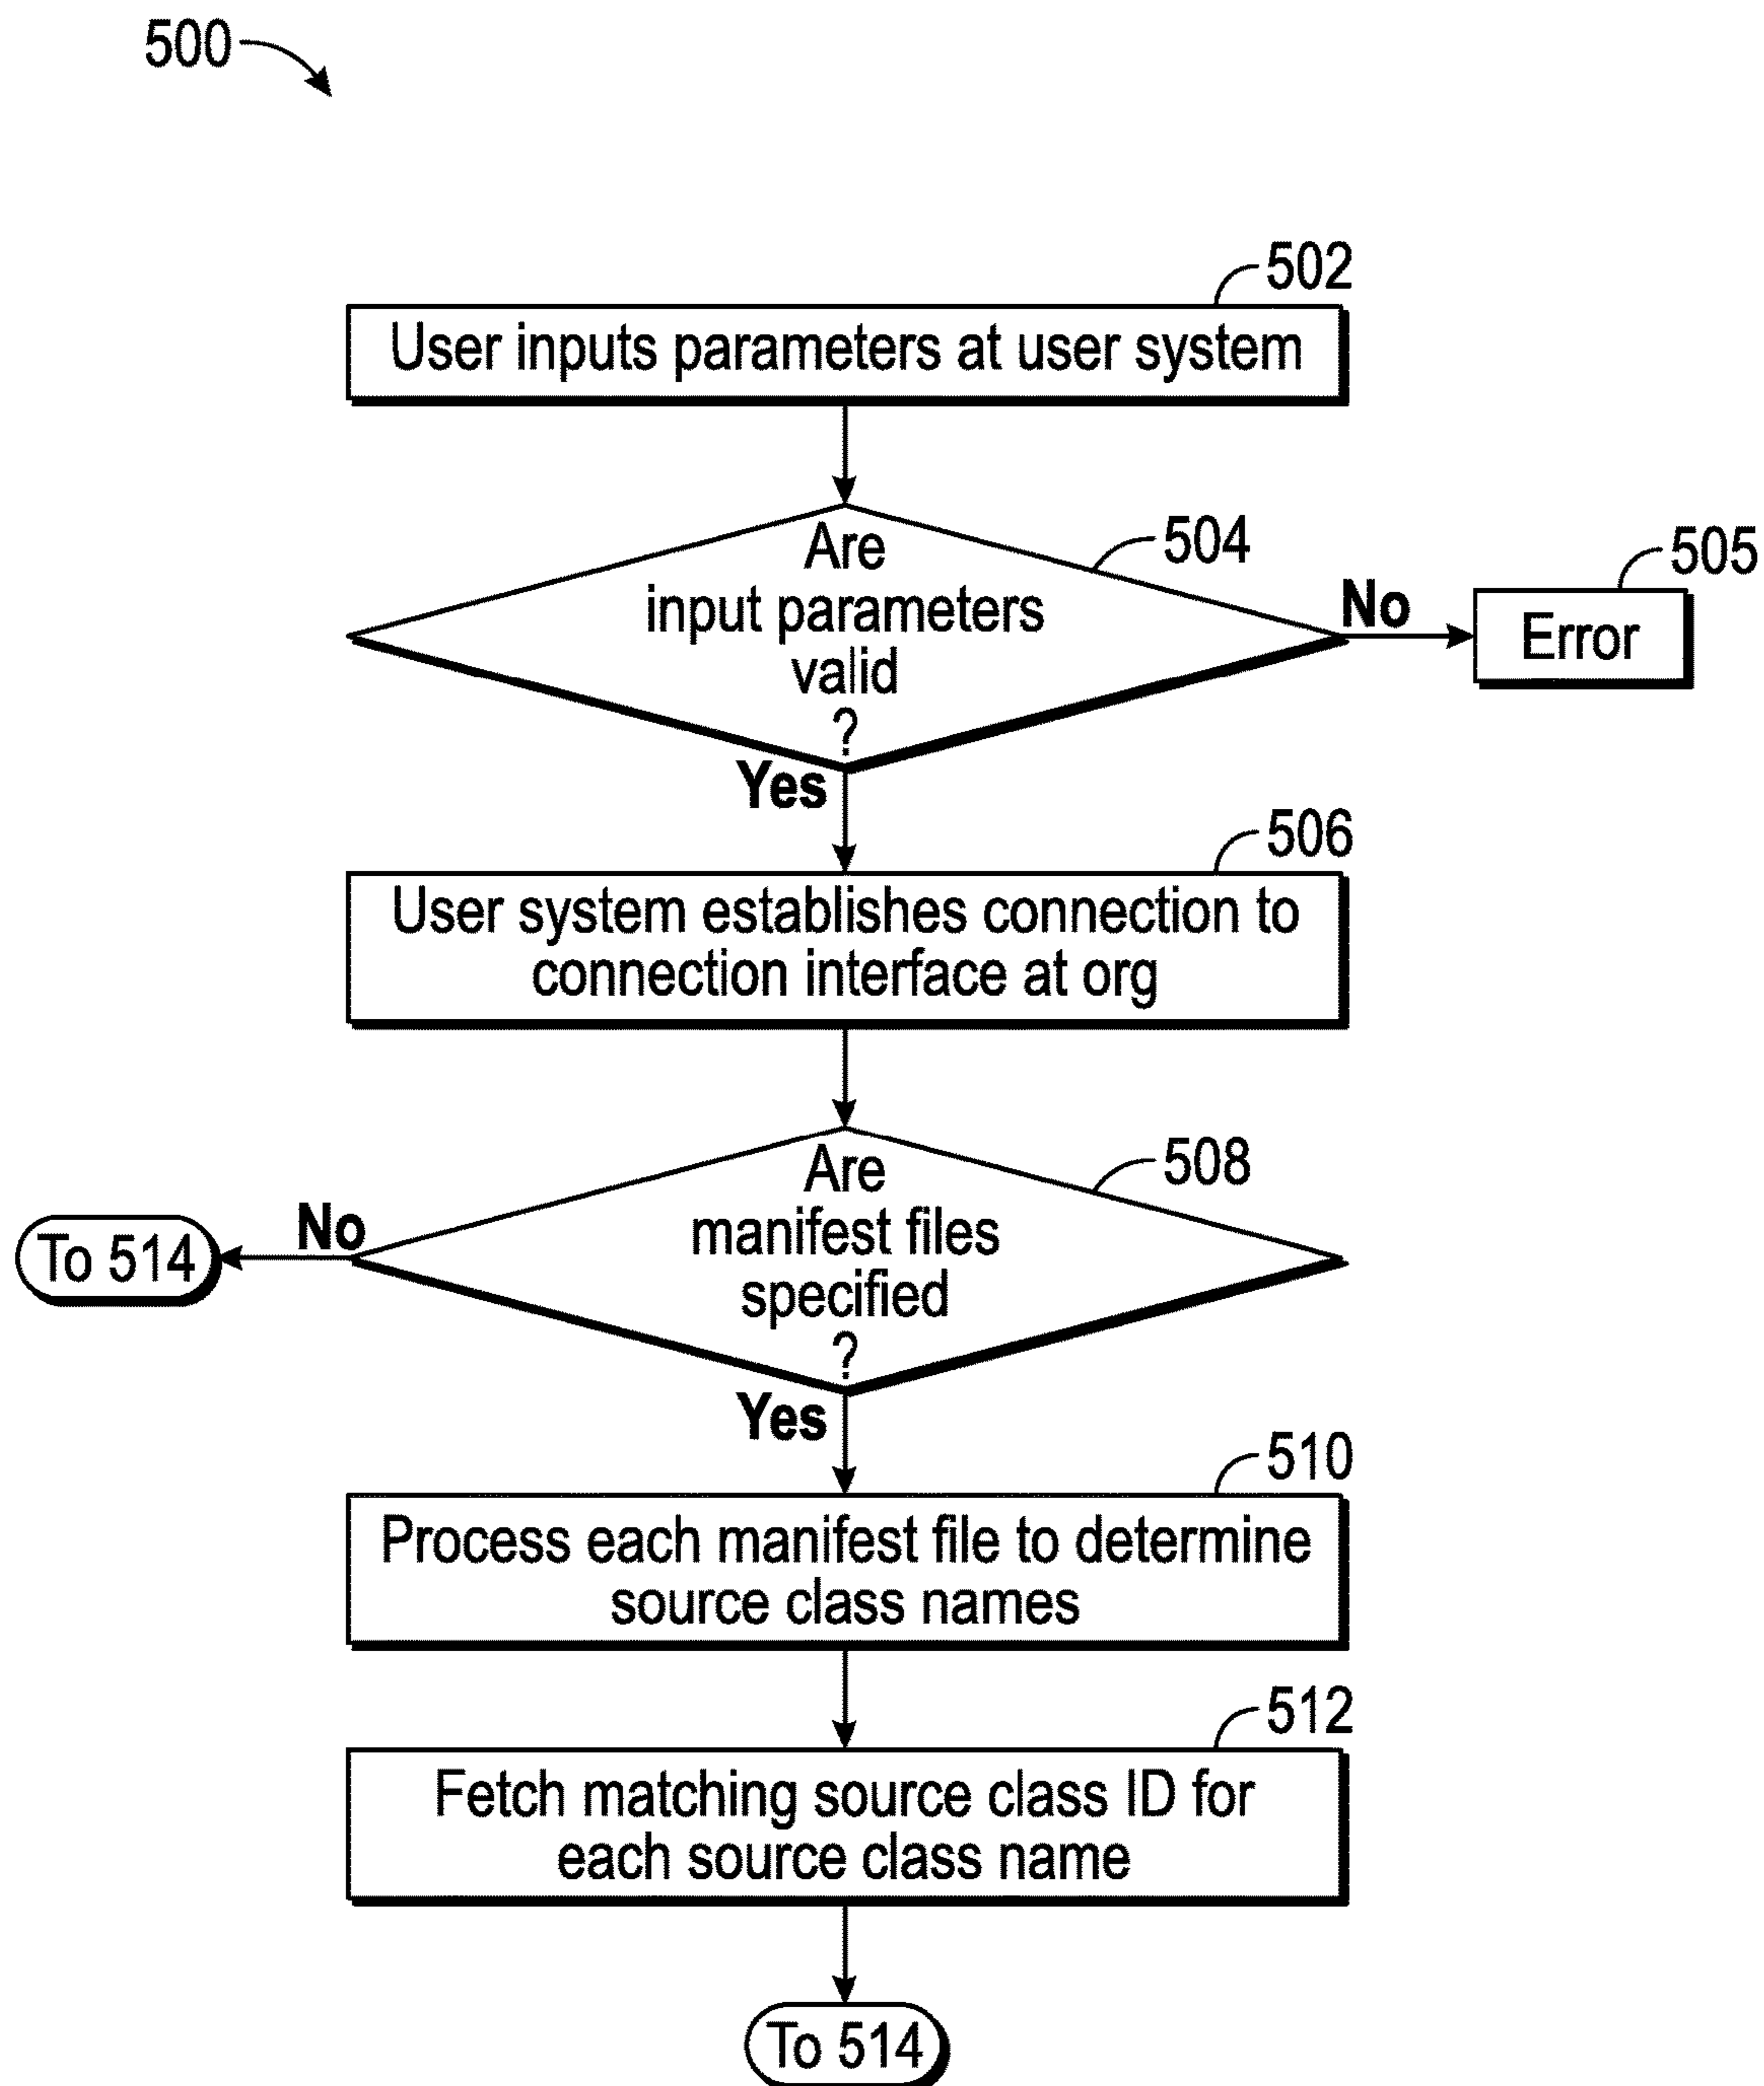 500
502
User inputs parameters at user system
Are
input parameters
valid
?
504
No
505
Error
Yes
506
User system establishes connection to
connection interface at org
Are
manifest files
specified
?
508
No
To 514
Yes
510
Process each manifest file to determine
source class names
512
Fetch matching source class ID for
each source class name
To 514